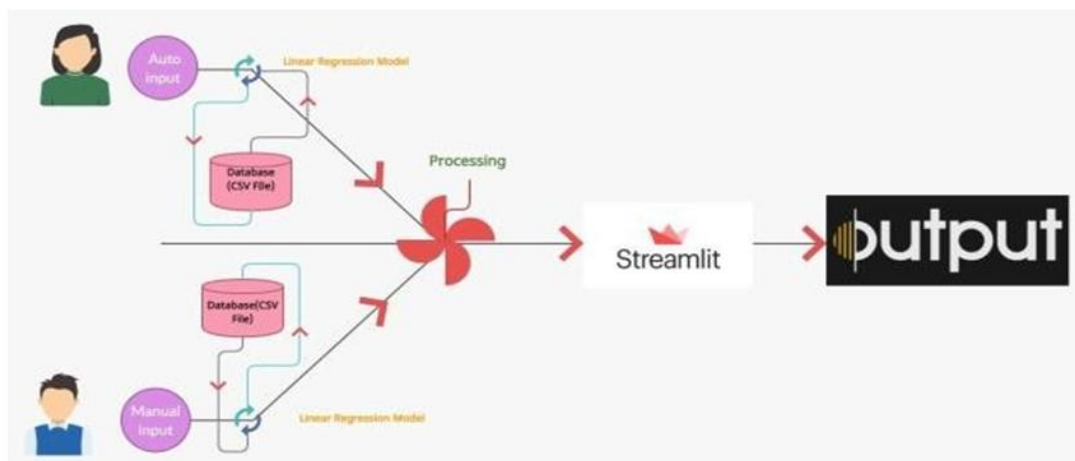 Auto
input
Linear Regression Model
Database
(CSV File)
Processing
Streamlit
output
Database(CSV
File)
Manual
input
Linear Regression Model